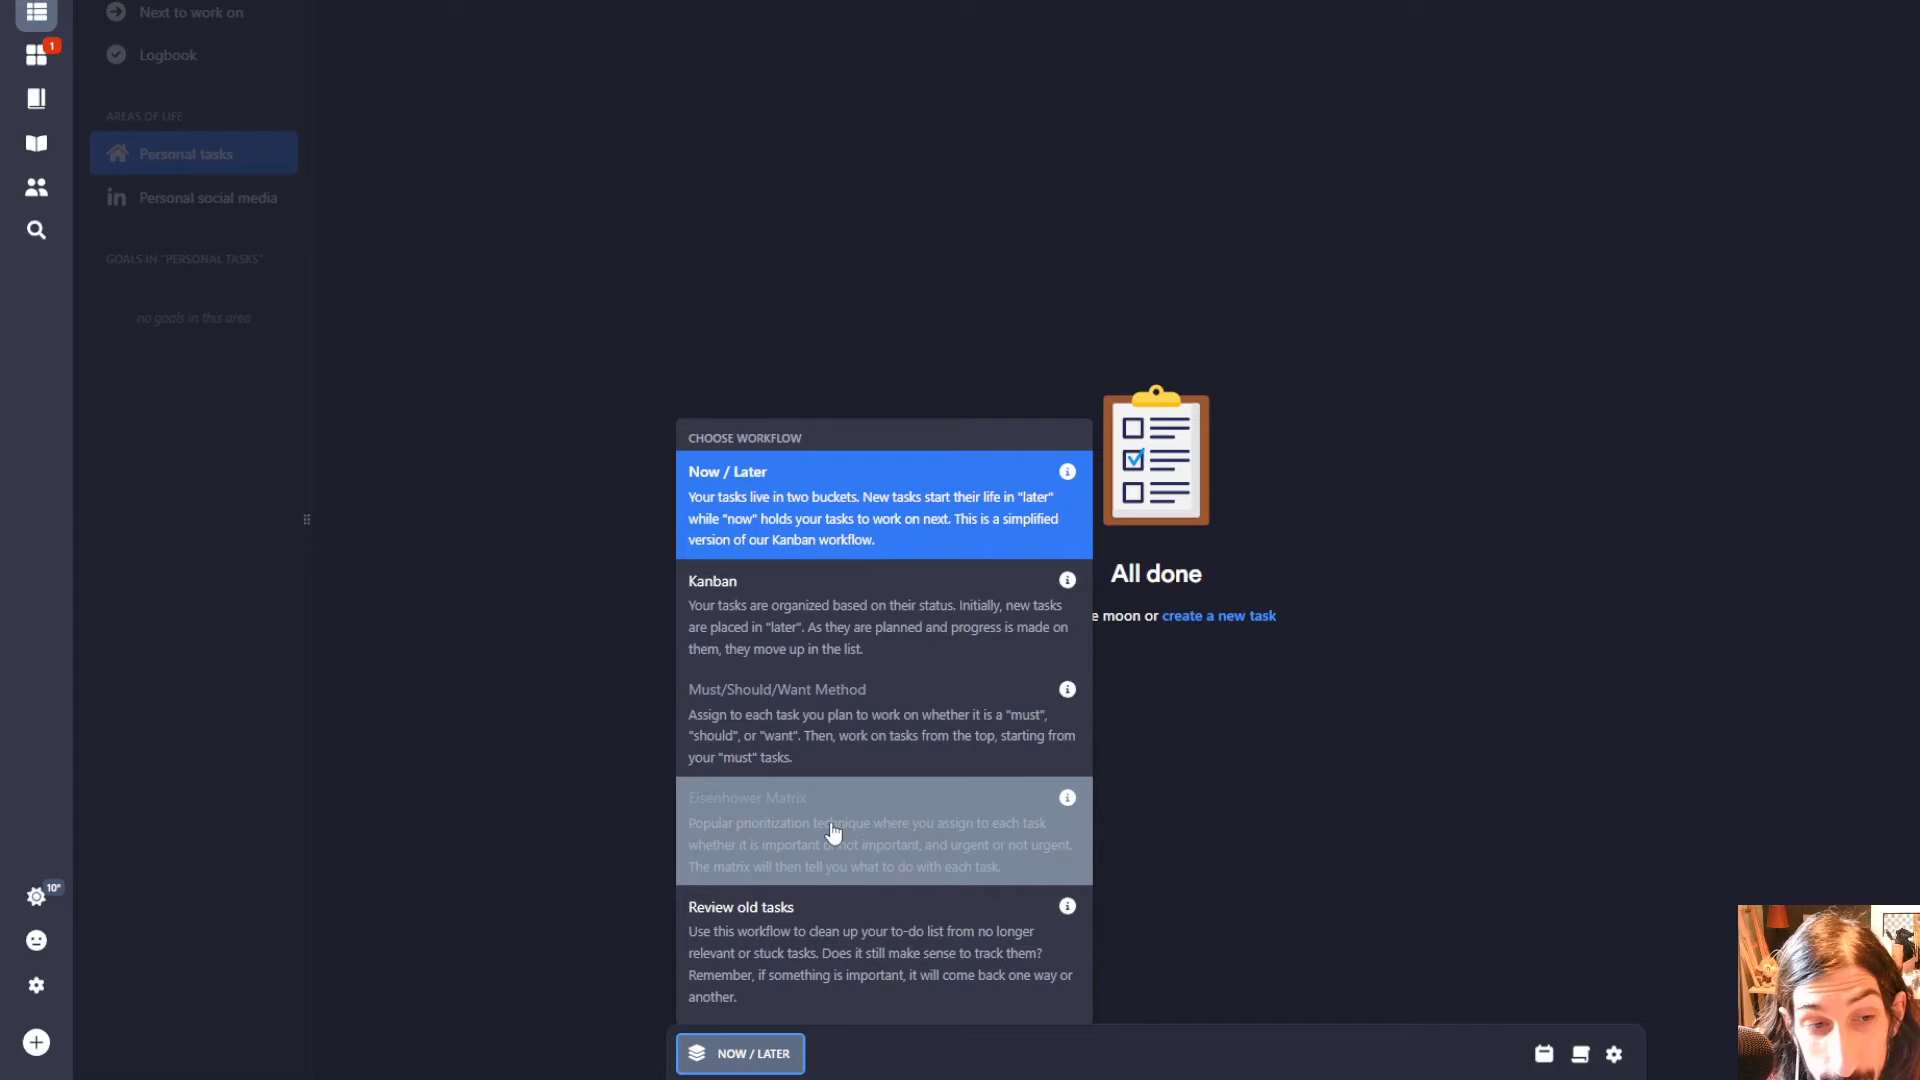 Next to work on
1
Logbook
AREAS OF LIFE
Personal tasks
in Personal social media
GOALS IN "PERSONAL TASKS"
no goals in this area
CHOOSE WORKFLOW
Now / Later
Your tasks live in two buckets. New tasks start their life in "later"
while "now" holds your tasks to work on next. This is a simplified
version of our Kanban workflow.
Kanban
Your tasks are organized based on their status. Initially, new tasks
are placed in "later". As they are planned and progress is made on
them, they move up in the list.
Must/Should/Want Method
Assign to each task you plan to work on whether it is a "must",
"should", or "want". Then, work on tasks from the top, starting from
your "must" tasks.
Eisenhower Matrix
Popular prioritization technique where you assign to each task
whether it is important or not important, and urgent or not urgent.
The matrix will then tell you what to do with each task.
Review old tasks
Use this workflow to clean up your to-do list from no longer
relevant or stuck tasks. Does it still make sense to track them?
Remember, if something is important, it will come back one way or
another.
All done
e moon or create a new task
10°
NOW / LATER